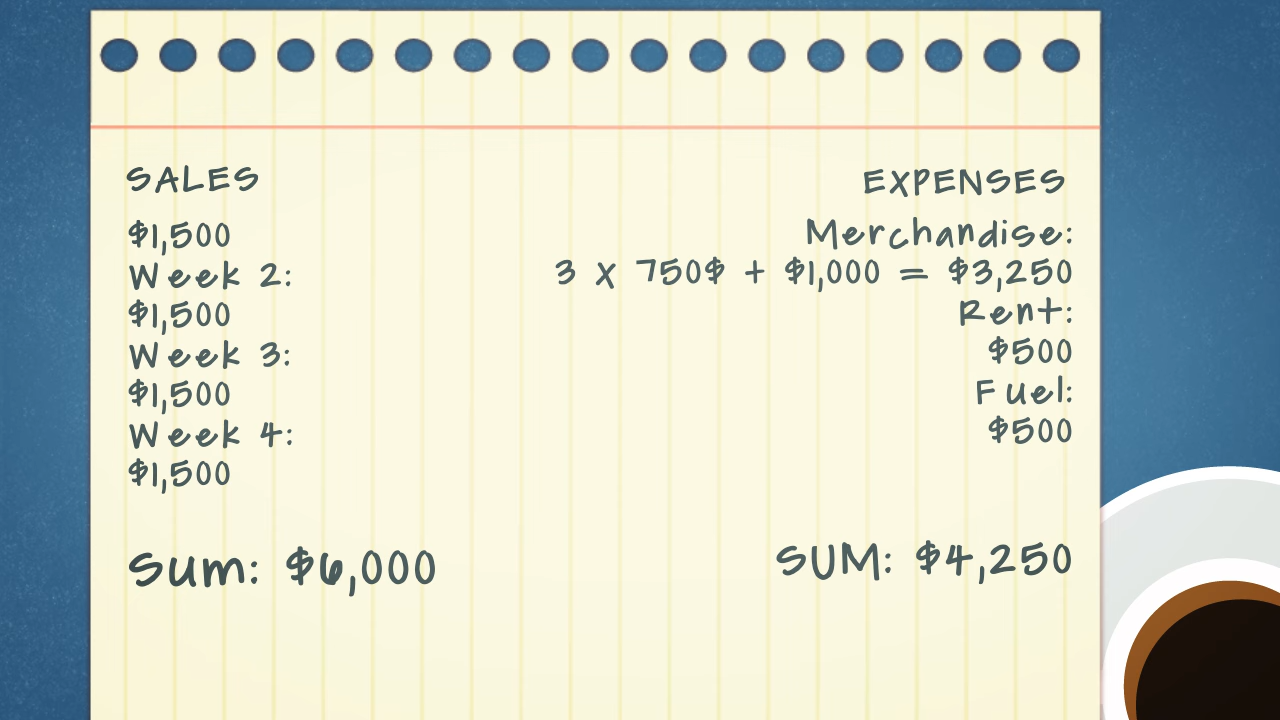 SALES
$1,500
Week 2:
$1,500
Week 3:
$1,500
Week 4:
$1,500
Sum: $6,000
EXPENSES
Merchandise:
3 X 750$ + $1,000 = $3,250
Rent:
$500
Fuel:
$500
SUM: $4,250